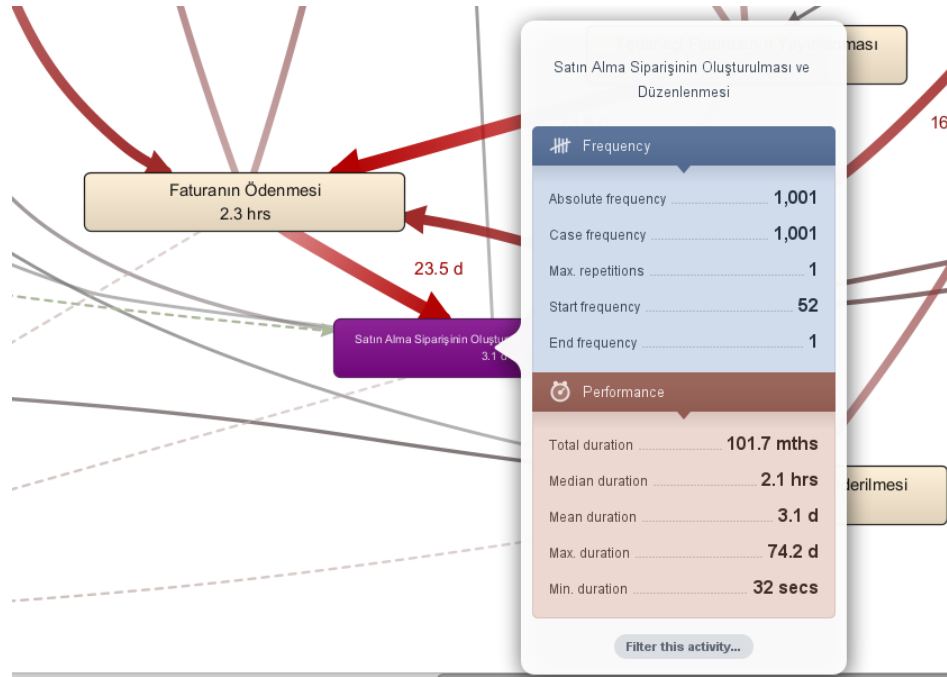 ması
Satın Alma Siparişinin Oluşturulması ve
Düzenlenmesi
16
Frequency
Faturanın Ödenmesi
2.3 hrs
Absolute frequency 1,001
Case frequency 1,001
23.5 d
Max. repetitions 1
Start frequency 52
Satın Alma Siparişinin Oluştu
3.1 d
End frequency 1
Performance
Total duration 101.7 mths
Median duration 2.1 hrs
derilmesi
Mean duration 3.1 d
Max. duration 74.2 d
Min. duration 32 secs
Filter this activity...